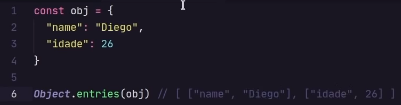 1 const obj = {
2 "name": "Diego",
3 "idade": 26
4 }
5
6 Object.entries(obj) // [ ["name", "Diego"], ["idade", 26] ]